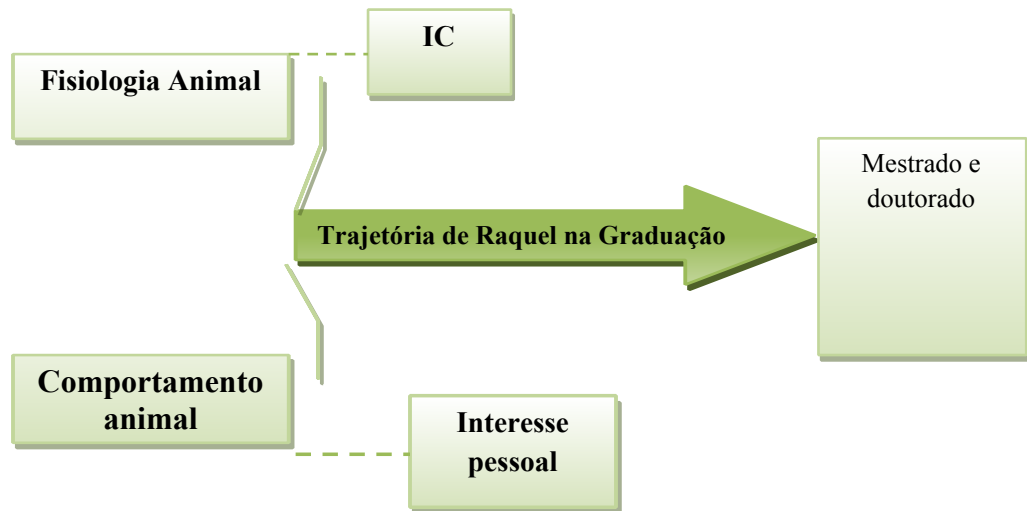 IC
Fisiologia Animal
Mestrado e
doutorado
Trajetória de Raquel na Graduação
Comportamento
animal
Interesse
pessoal